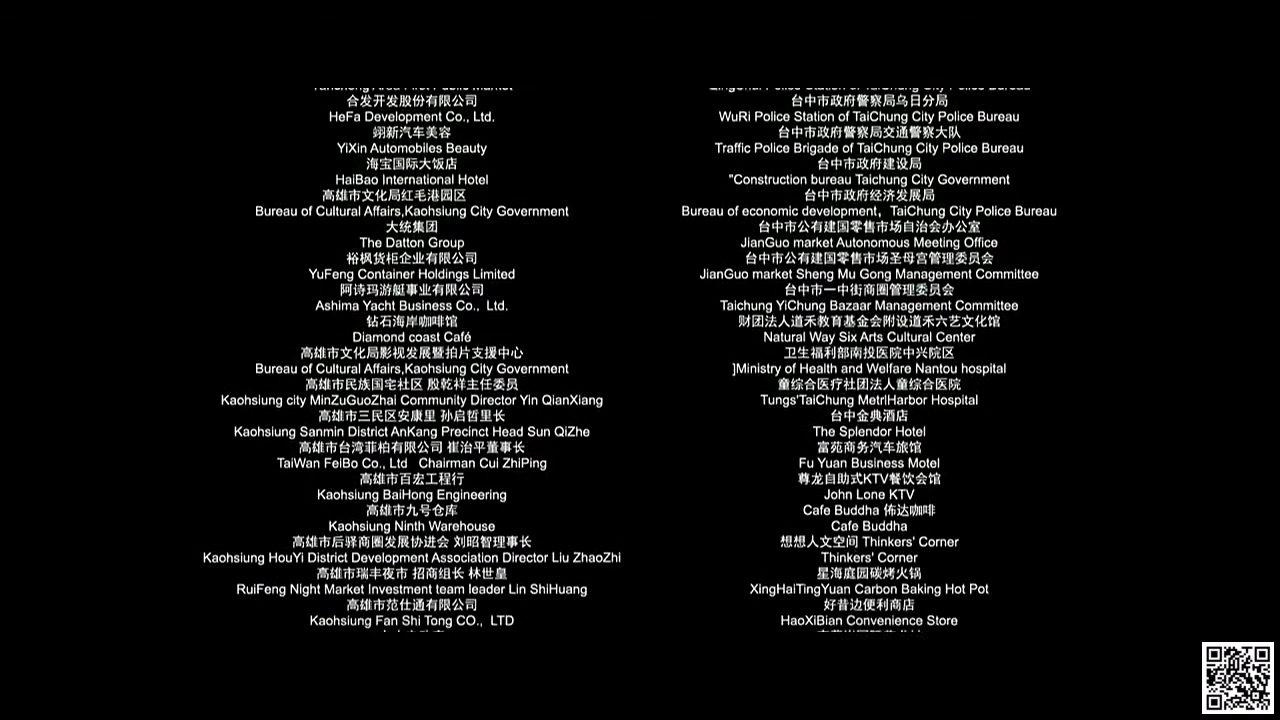 合发开发股份有限公司
HeFa Development Co., Ltd.
翊新汽车美容
YiXin Automobiles Beauty
海宝国际大饭店
HaiBao International Hotel
高雄市文化局红毛港园区
Bureau of Cultural Affairs,Kaohsiung City Government
大统集团
The Datton Group
裕枫货柜企业有限公司
YuFeng Container Holdings Limited
阿诗玛游艇事业有限公司
Ashima Yacht Business Co., Ltd.
钻石海岸咖啡馆
Diamond coast Café
高雄市文化局影视发展暨拍片支援中心
Bureau of Cultural Affairs,Kaohsiung City Government
高雄市民族国宅社区 殷乾祥主任委员
Kaohsiung city MinZuGuoZhai Community Director Yin QianXiang
高雄市三民区安康里 孙启哲里长
Kaohsiung Sanmin District AnKang Precinct Head Sun QiZhe
高雄市台湾菲柏有限公司 崔治平董事长
TaiWan FeiBo Co., Ltd Chairman Cui ZhiPing
高雄市百宏工程行
Kaohsiung BaiHong Engineering
高雄市九号仓库
Kaohsiung Ninth Warehouse
高雄市后驿商圈发展协进会 刘昭智理事长
Kaohsiung HouYi District Development Association Director Liu ZhaoZhi
高雄市瑞丰夜市 招商组长 林世皇
RuiFeng Night Market Investment team leader Lin ShiHuang
高雄市范仕通有限公司
Kaohsiung Fan Shi Tong CO., LTD
台中市政府警察局乌日分局
WuRi Police Station of TaiChung City Police Bureau
台中市政府警察局交通警察大队
Traffic Police Brigade of TaiChung City Police Bureau
台中市政府建设局
"Construction bureau Taichung City Government
台中市政府经济发展局
Bureau of economic development，TaiChung City Police Bureau
台中市公有建国零售市场自治会办公室
JianGuo market Autonomous Meeting Office
台中市公有建国零售市场圣母宫管理委员会
JianGuo market Sheng Mu Gong Management Committee
台中市一中街商圈管理委员会
Taichung YiChung Bazaar Management Committee
财团法人道禾教育基金会附设道禾六艺文化馆
Natural Way Six Arts Cultural Center
卫生福利部南投医院中兴院区
]Ministry of Health and Welfare Nantou hospital
童综合医疗社团法人童综合医院
Tungs'TaiChung MetrlHarbor Hospital
台中金典酒店
The Splendor Hotel
富苑商务汽车旅馆
Fu Yuan Business Motel
尊龙自助式KTV餐饮会馆
John Lone KTV
Cafe Buddha 佈达咖啡
Cafe Buddha
想想人文空间 Thinkers' Corner
Thinkers' Corner
星海庭园碳烤火锅
XingHaiTingYuan Carbon Baking Hot Pot
好昔边便利商店
HaoXiBian Convenience Store